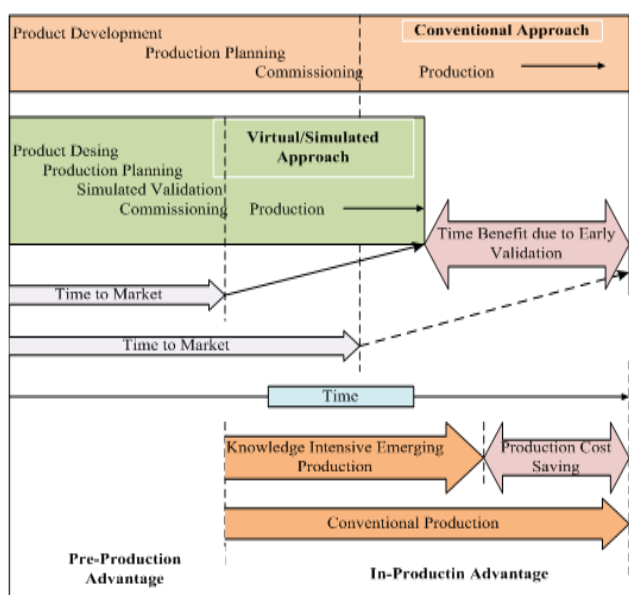 Product Development
Conventional Approach
Production Planning
Commissioning
Production
Virtual/Simulated
Approach
Product Desing
Production Planning
Simulated Validation
Commissioning
Production
Time Benefit due to Early
Validation
Time to Market
Time to Market
Time
Knowledge Intensive Emerging
Production
Production Cost
Saving
Conventional Production
Pre-Production
Advantage
In-Productin Advantage